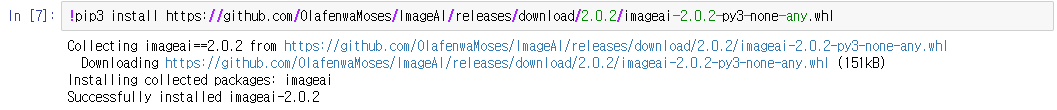 In [7]: !pip3 install https://github.com/OlafenwaMoses/ImageAI/releases/download/2.0.2/imageai-2.0.2-py3-none-any.whl
Collecting imageai==2.0.2 from https://github.com/OlafenwaMoses/ImageAI/releases/download/2.0.2/imageai-2.0.2-py3-none-any.whl
Downloading https://github.com/OlafenwaMoses/ImageAI/releases/download/2.0.2/imageai-2.0.2-py3-none-any.whl (151kB)
Installing collected packages: imageai
Successfully installed imageai-2.0.2